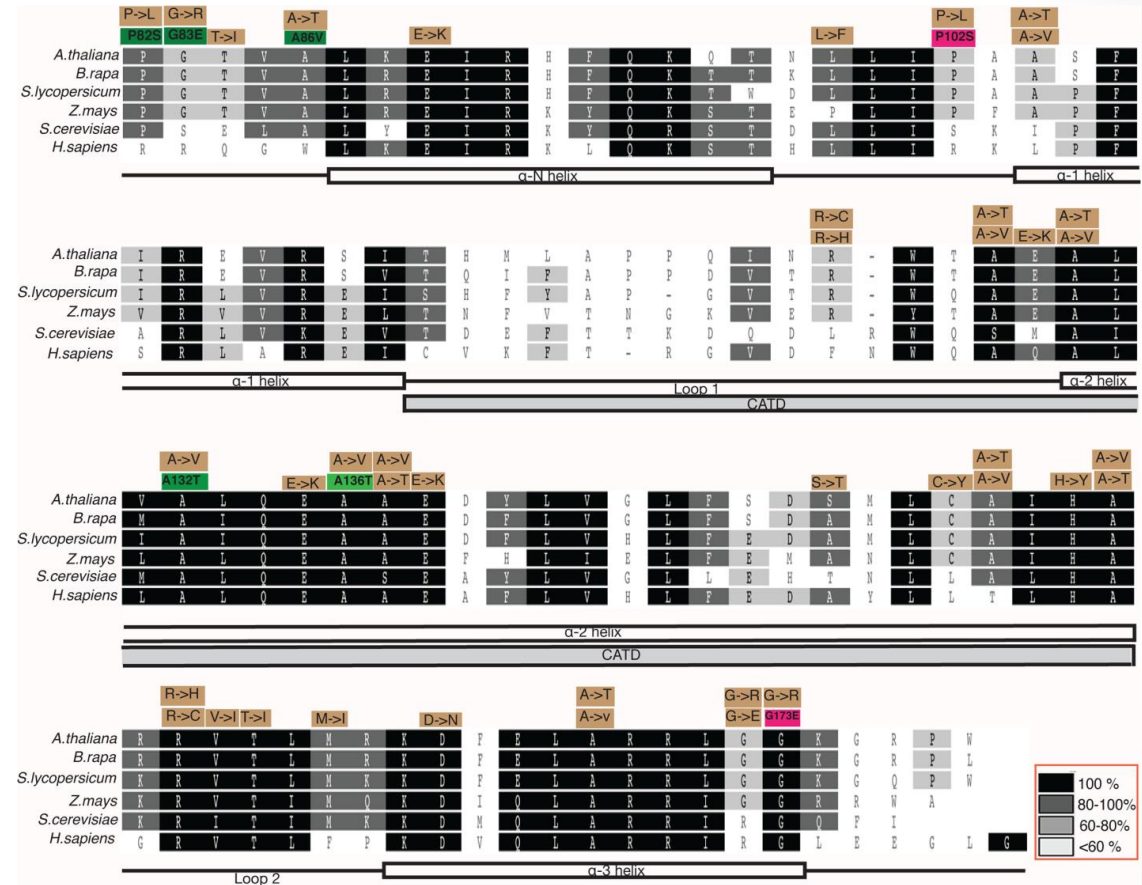 P->L G->R A->T P->L A->T
P82S G83E T->I A86V E->K L->F P102S A->V
A.thaliana P G T V A L K E I R H F Q K Q T N L L I P A A S F
B.rapa P G T V A L R E I R H F Q K T T K L L I P A A S F
S.lycopersicum P G T V A L R E I R H F Q K T W D L L I P A A P F
Z.mays P G T V A L R E I R K Y Q K S T E P L I P F A P F
S.cerevisiae P S E L A L Y E I R K Y Q R S T D L L I S K I P F
H.sapiens R R Q G W L K E I R K L Q K S T H L L I R K L P F
α-N helix α-1 helix
R->C A->T A->T
R->H A->V E->K A->V
A.thaliana I R E V R S I T H M L A P P Q I N R - W T A E A L
B.rapa I R E V R S V T Q I F A P P D V T R - W T A E A L
S.lycopersicum I R L V R E I S H F Y A P - G V T R - W Q A E A L
Z.mays V R V V R E L T N F V T N G K V E R - Y T A E A L
S.cerevisiae A R L V K E V T D E F T T K D Q D L R W Q S M A I
H.sapiens S R L A R E I C V K F T - R G V D F N W Q A Q A L
α-1 helix Loop 1 α-2 helix
CATD
A->V A->V A->V A->T A->V
A132T E->K A136T A->T E->K S->T C->Y A->V H->Y A->T
A.thaliana V A L Q E A A E D Y L V G L F S D S M L C A I H A
B.rapa M A I Q E A A E D F L V G L F S D A M L C A I H A
S.lycopersicum I A I Q E A A E D F L V H L F E D A M L C A I H A
Z.mays L A L Q E A A E F H L I E L F E M A N L C A I H A
S.cerevisiae M A L Q E A S E A Y L V G L L E H T N L L A L H A
H.sapiens L A L Q E A A E A F L V H L F E D A Y L L T L H A
α-2 helix
CATD
R->H A->T G->R G->R
R->C V->I T->I M->I D->N A->v G->E G173E
A.thaliana R R V T L M R K D F E L A R R L G G K G R P W
B.rapa R R V T L M R K D F E L A R R L G G K G R P L
S.lycopersicum K R V T L M K K D F E L A R R L G G K G Q P W
Z.mays K R V T I M Q K D I Q L A R R I G G R R W A
S.cerevisiae K R I T I M K K D M Q L A R R I R G Q F I
H.sapiens G R V T L F P K D V Q L A R R I R G L E E G L G
Loop 2 α-3 helix
100 %
80-100%
60-80%
<60 %